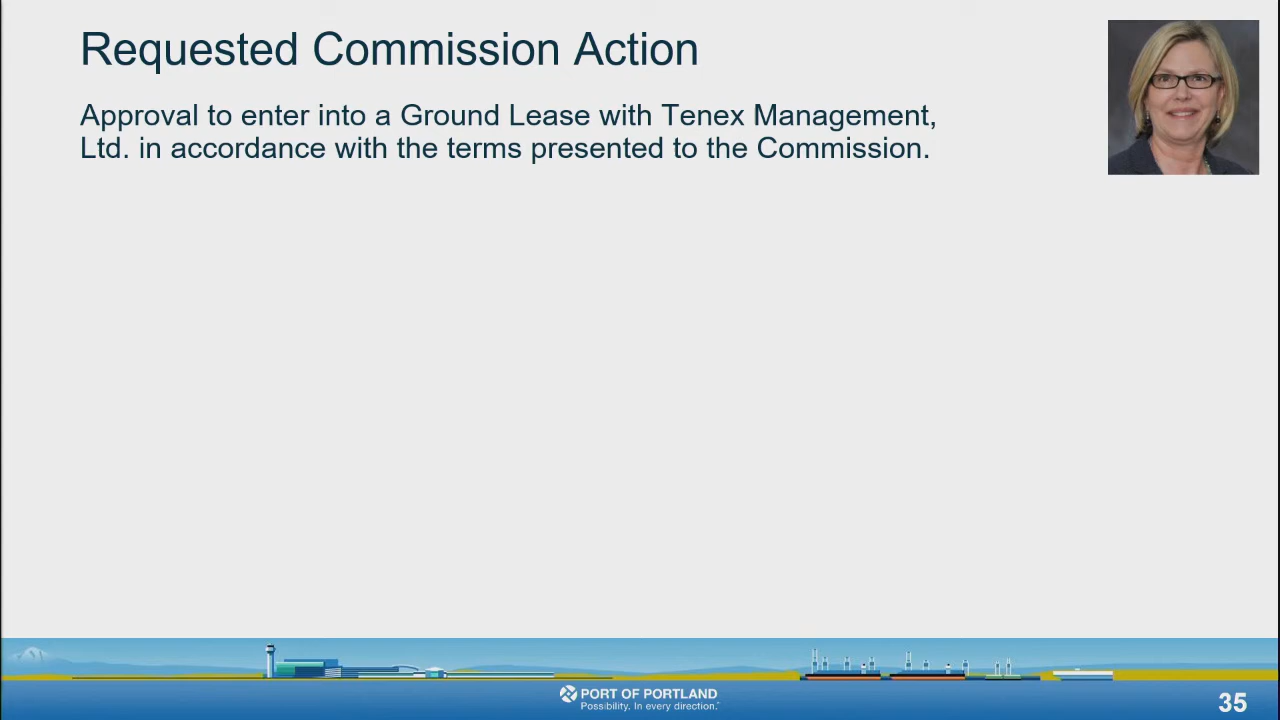 Requested Commission Action
Approval to enter into a Ground Lease with Tenex Management,
Ltd. in accordance with the terms presented to the Commission.
PORT OF PORTLAND
Possibility. In every direction.
35